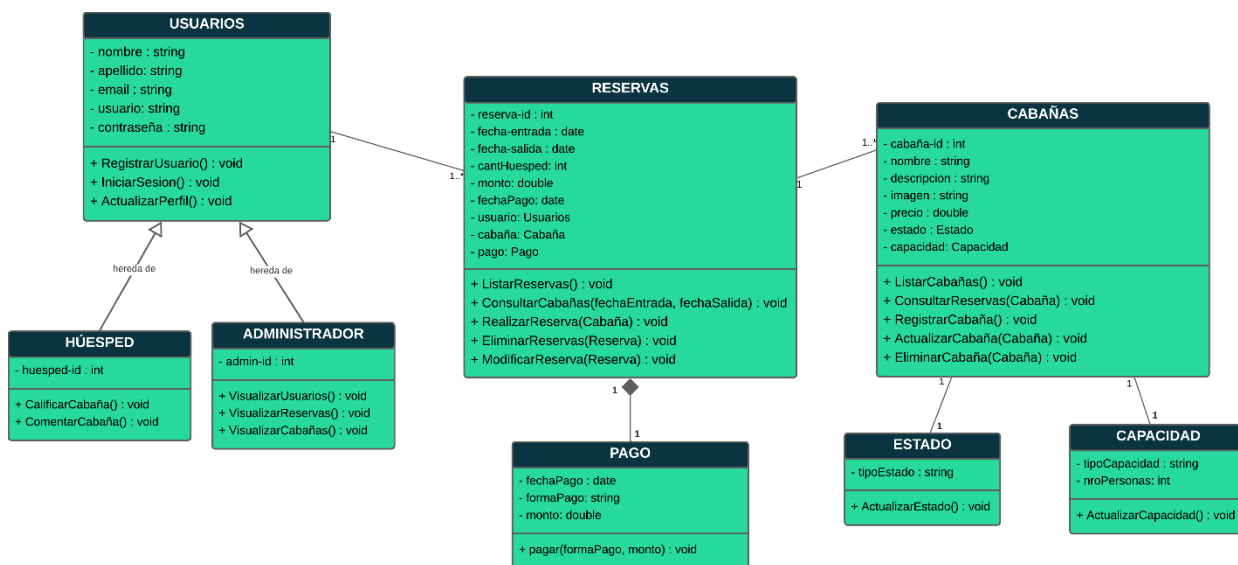 USUARIOS
- nombre : string
- apellido: string
- email : string
- usuario: string
- contraseña : string
+ RegistrarUsuario() : void
+ IniciarSesion() : void
+ ActualizarPerfil() : void
1
1..*
hereda de
hereda de
HÚESPED
- huesped-id : int
+ CalificarCabaña() : void
+ ComentarCabaña() : void
ADMINISTRADOR
- admin-id : int
+ VisualizarUsuarios() : void
+ VisualizarReservas() : void
+ VisualizarCabañas() : void
RESERVAS
- reserva-id : int
- fecha-entrada : date
- fecha-salida : date
- cantHuesped: int
- monto: double
- fechaPago: date
- usuario: Usuarios
- cabaña: Cabaña
- pago: Pago
+ ListarReservas() : void
+ ConsultarCabañas(fechaEntrada, fechaSalida) : void
+ RealizarReserva(Cabaña) : void
+ EliminarReservas(Reserva) : void
+ ModificarReserva(Reserva) : void
1
1..*
1
1
PAGO
- fechaPago : date
- formaPago: string
- monto: double
+ pagar(formaPago, monto) : void
CABAÑAS
- cabaña-id : int
- nombre : string
- descripcion : string
- imagen : string
- precio : double
- estado : Estado
- capacidad: Capacidad
+ ListarCabañas() : void
+ ConsultarReservas(Cabaña) : void
+ RegistrarCabaña() : void
+ ActualizarCabaña(Cabaña) : void
+ EliminarCabaña(Cabaña) : void
1
1
1
1
ESTADO
- tipoEstado : string
+ ActualizarEstado() : void
CAPACIDAD
- tipoCapacidad : string
- nroPersonas: int
+ ActualizarCapacidad() : void